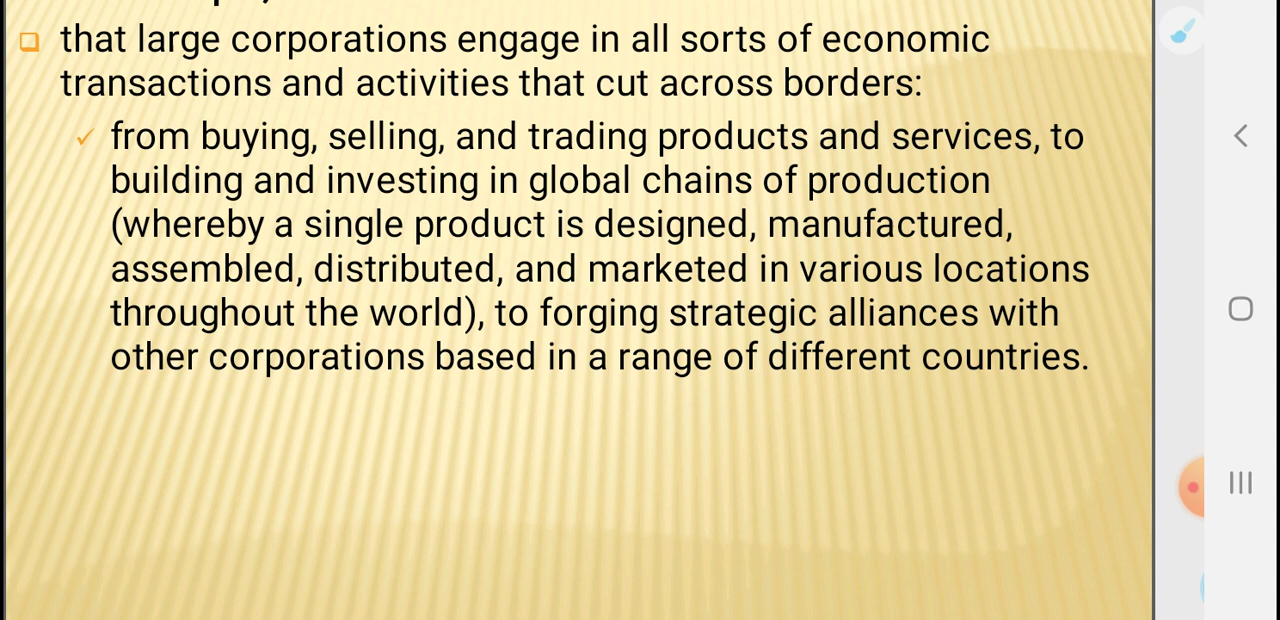 that large corporations engage in all sorts of economic
transactions and activities that cut across borders:
from buying, selling, and trading products and services, to
building and investing in global chains of production
(whereby a single product is designed, manufactured,
assembled, distributed, and marketed in various locations
throughout the world), to forging strategic alliances with
other corporations based in a range of different countries.